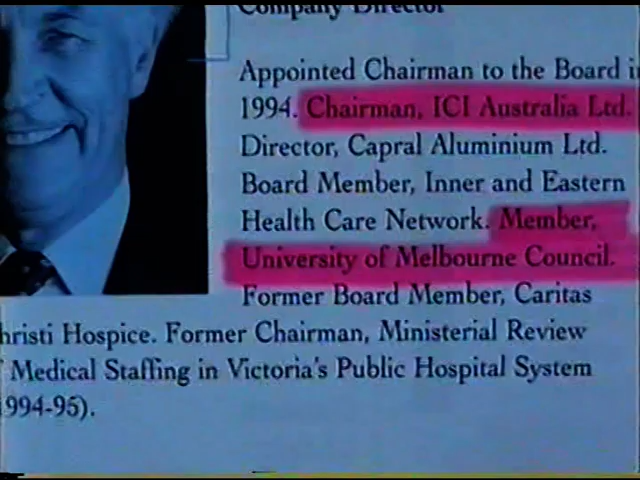 Company Director
Appointed Chairman to the Board in
1994. Chairman, ICI Australia Ltd.
Director, Capral Aluminium Ltd.
Board Member, Inner and Eastern
Health Care Network. Member,
University of Melbourne Council.
Former Board Member, Caritas
hristi Hospice. Former Chairman, Ministerial Review
Medical Staffing in Victoria's Public Hospital System
1994-95).